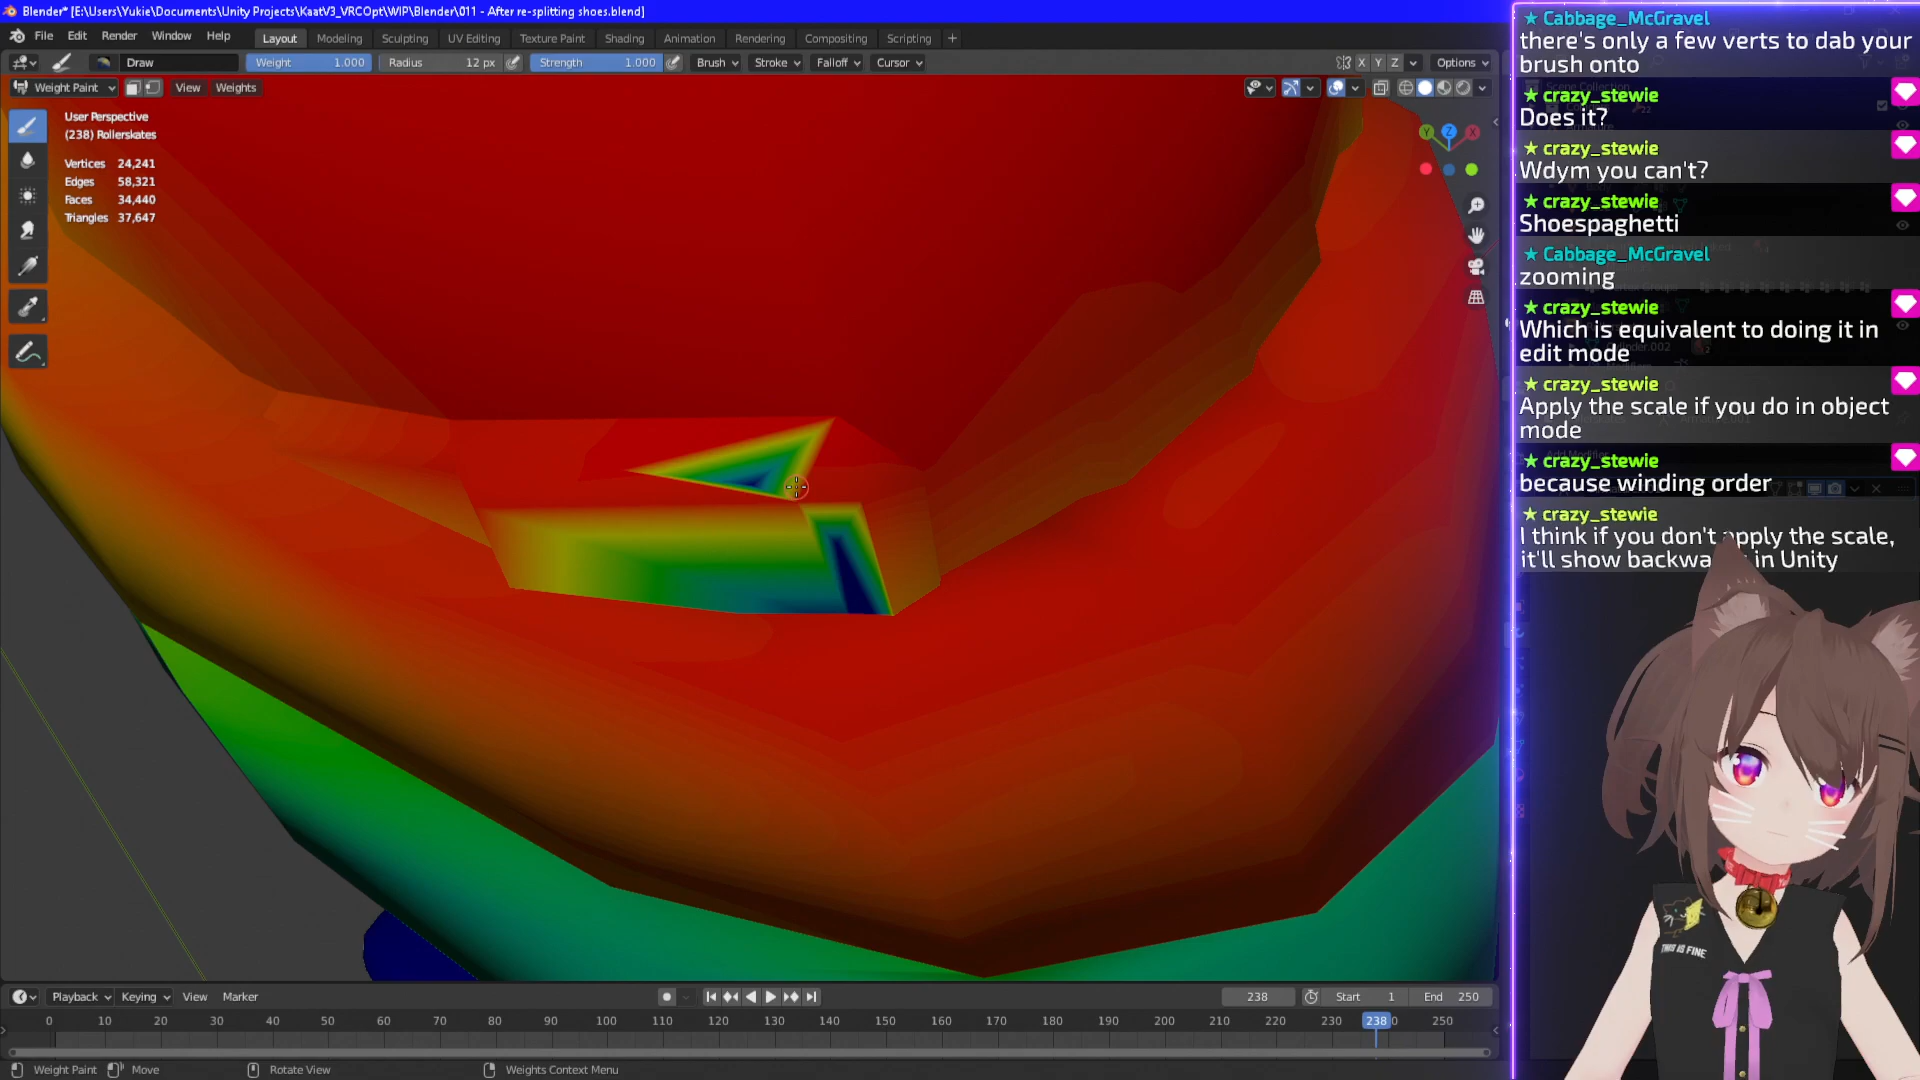 Blender* [E:\Users\Yukie\Documents\Unity Projects\KaatV3_VRCOpt\WIP\Blender\011 - After re-splitting shoes.blend]
File Edit Render Window Help Layout Modeling Sculpting UV Editing Texture Paint Shading Animation Rendering Compositing Scripting +
Draw Weight 1.000 Radius 12 px Strength 1.000 Brush Stroke Falloff Cursor X Y Z Options
Weight Paint View Weights
User Perspective
(238) Rollerskates
Vertices 24,241
Edges 58,321
Faces 34,440
Triangles 37,647
Y Z X
Playback Keying View Marker 238 Start 1 End 250
0 10 20 30 40 50 60 70 80 90 100 110 120 130 140 150 160 170 180 190 200 210 220 230 238 250
Weight Paint Move Rotate View Weights Context Menu
Cabbage_McGravel
there's only a few verts to dab your
brush onto
crazy_stewie
Does it?
crazy_stewie
Wdym you can't?
crazy_stewie
Shoespaghetti
Cabbage_McGravel
zooming
crazy_stewie
Which is equivalent to doing it in
edit mode
crazy_stewie
Apply the scale if you do in object
mode
crazy_stewie
because winding order
crazy_stewie
I think if you don't apply the scale,
it'll show backwa in Unity
THIS IS FINE